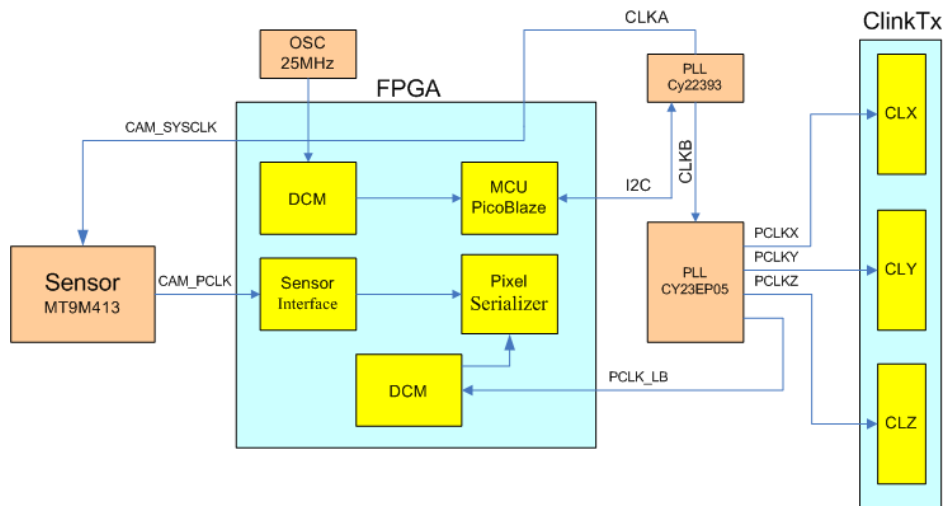 CLKA
ClinkTx
OSC
25MHz
PLL
Cy22393
FPGA
CLX
CAM_SYSCLK
CLKB
I2C
DCM
MCU
PicoBlaze
PCLKX
PCLKY
PCLKZ
CLY
Sensor
MT9M413
CAM_PCLK
Sensor
Interface
Pixel
Serializer
PLL
CY23EP05
DCM
PCLK_LB
CLZ